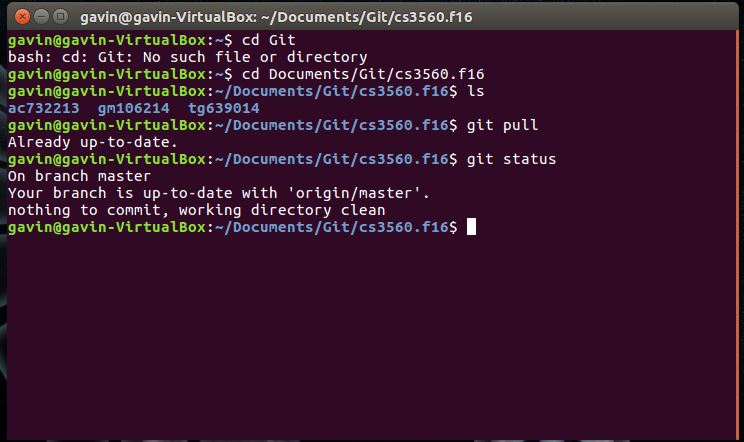 gavin@gavin-VirtualBox: ~/Documents/Git/cs3560.f16
gavin@gavin-VirtualBox:~$ cd Git
bash: cd: Git: No such file or directory
gavin@gavin-VirtualBox:~$ cd Documents/Git/cs3560.f16
gavin@gavin-VirtualBox:~/Documents/Git/cs3560.f16$ ls
ac732213  gm106214  tg639014
gavin@gavin-VirtualBox:~/Documents/Git/cs3560.f16$ git pull
Already up-to-date.
gavin@gavin-VirtualBox:~/Documents/Git/cs3560.f16$ git status
On branch master
Your branch is up-to-date with 'origin/master'.
nothing to commit, working directory clean
gavin@gavin-VirtualBox:~/Documents/Git/cs3560.f16$